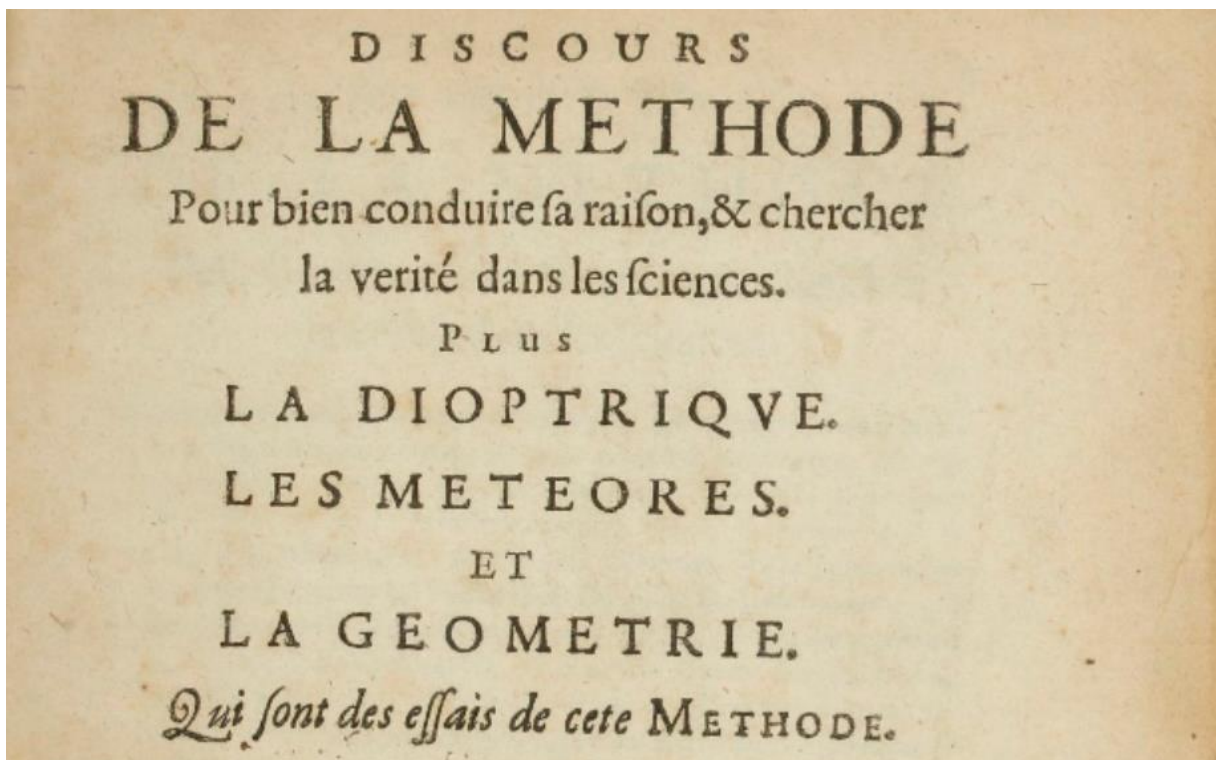 DISCOURS
DE LA METHODE
Pour bien conduire ſa raiſon,& chercher
la verité dans les ſciences.
PLus
LA DIOPTRIQVE.
LES METEORES.
ET
LA GEOMETRIE.
Qui ſont des eſſais de cete METHODE.